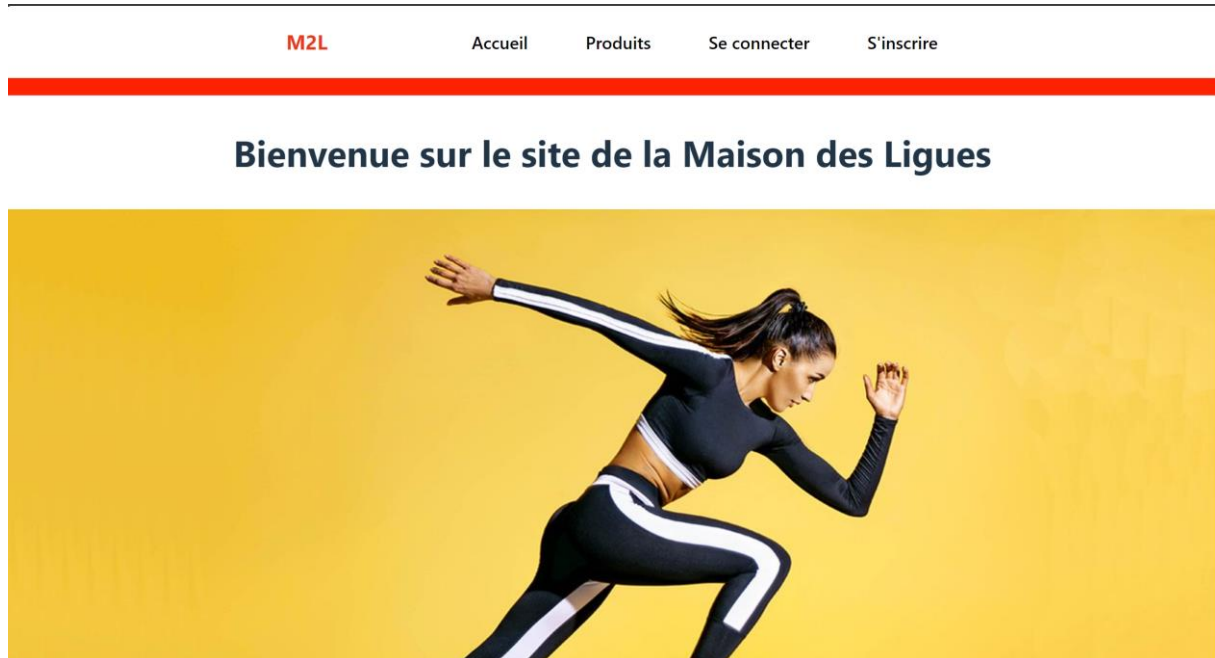 M2L Accueil Produits Se connecter S'inscrire
Bienvenue sur le site de la Maison des Ligues